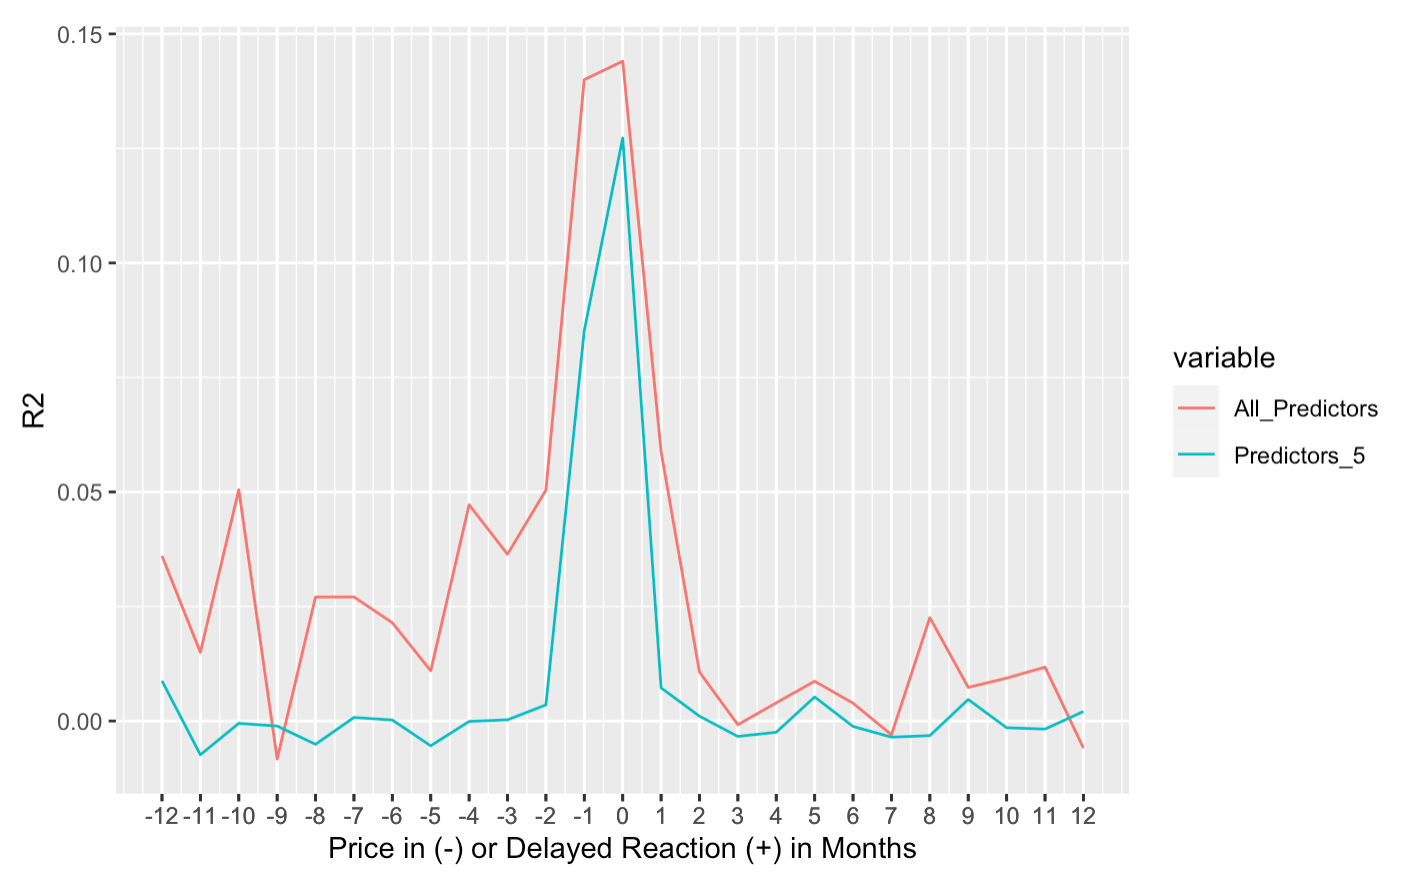 0.15
0.10
0.05
0.00
R2
-12 -11 -10 -9 -8 -7 -6 -5 -4 -3 -2 -1 0 1 2 3 4 5 6 7 8 9 10 11 12
Price in (-) or Delayed Reaction (+) in Months
variable
All_Predictors
Predictors_5